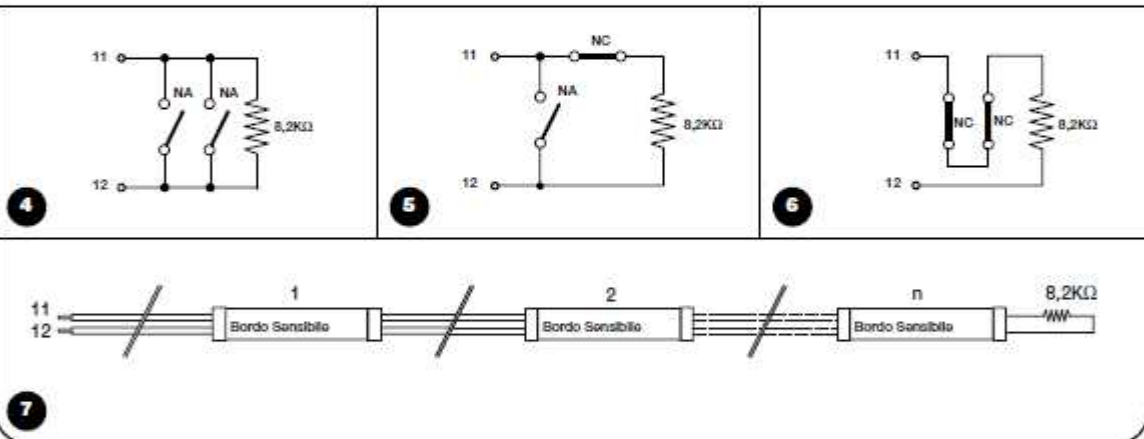 11
NA
NA
8,2KΩ
12
4
11
NC
NA
8,2KΩ
12
5
11
NC
NC
8,2KΩ
12
6
1
2
n
8,2KΩ
11
12
Bordo Sensibile
Bordo Sensibile
Bordo Sensibile
7